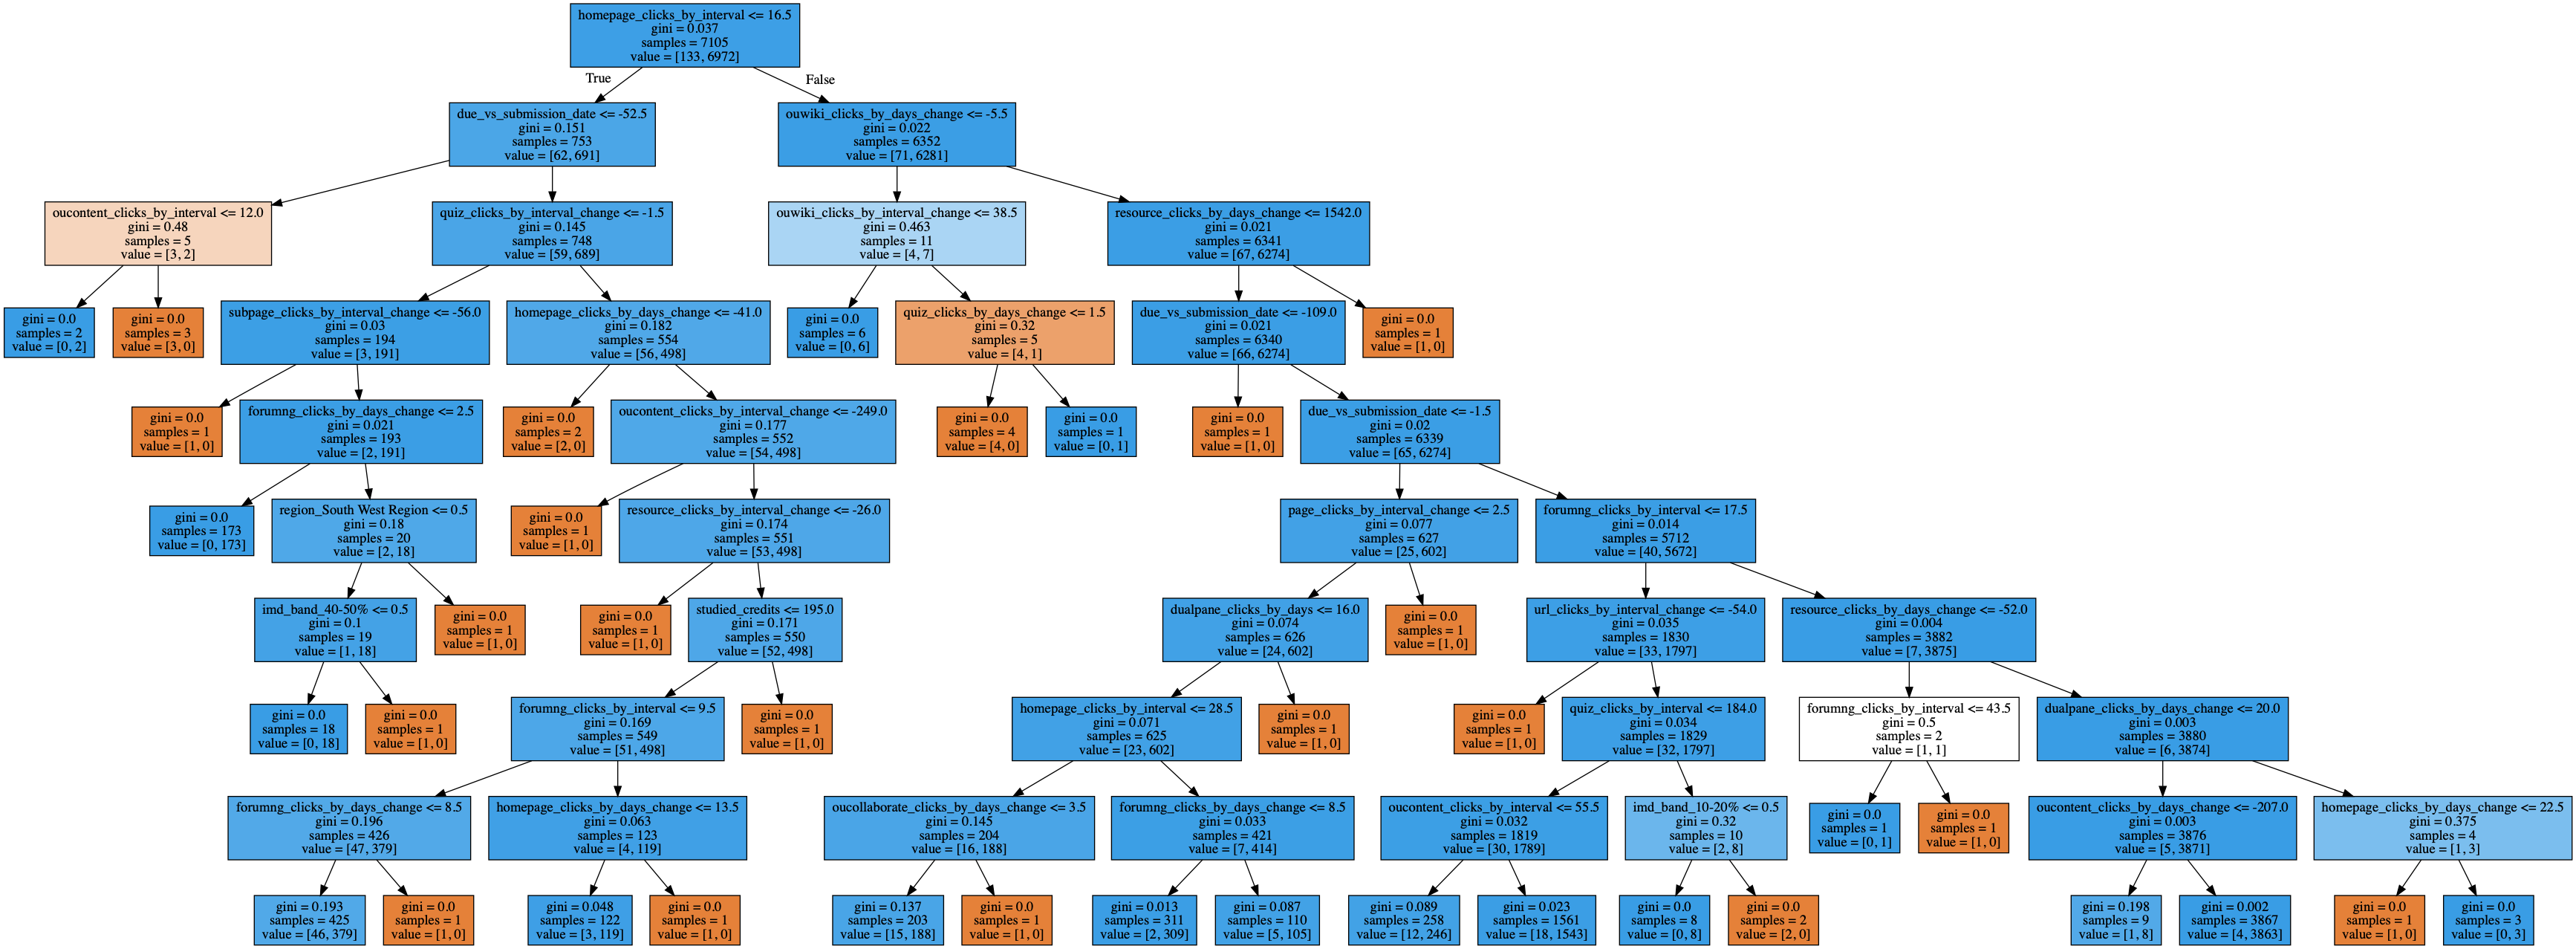 homepage_clicks_by_interval <= 16.5
gini = 0.037
samples = 7105
value = [133, 6972]
True
False
due_vs_submission_date <= -52.5
gini = 0.151
samples = 753
value = [62, 691]
ouwiki_clicks_by_days_change <= -5.5
gini = 0.022
samples = 6352
value = [71, 6281]
oucontent_clicks_by_interval <= 12.0
gini = 0.48
samples = 5
value = [3, 2]
quiz_clicks_by_interval_change <= -1.5
gini = 0.145
samples = 748
value = [59, 689]
ouwiki_clicks_by_interval_change <= 38.5
gini = 0.463
samples = 11
value = [4, 7]
resource_clicks_by_days_change <= 1542.0
gini = 0.021
samples = 6341
value = [67, 6274]
gini = 0.0
samples = 2
value = [0, 2]
gini = 0.0
samples = 3
value = [3, 0]
subpage_clicks_by_interval_change <= -56.0
gini = 0.03
samples = 194
value = [3, 191]
homepage_clicks_by_days_change <= -41.0
gini = 0.182
samples = 554
value = [56, 498]
gini = 0.0
samples = 6
value = [0, 6]
quiz_clicks_by_days_change <= 1.5
gini = 0.32
samples = 5
value = [4, 1]
due_vs_submission_date <= -109.0
gini = 0.021
samples = 6340
value = [66, 6274]
gini = 0.0
samples = 1
value = [1, 0]
gini = 0.0
samples = 1
value = [1, 0]
forumng_clicks_by_days_change <= 2.5
gini = 0.021
samples = 193
value = [2, 191]
gini = 0.0
samples = 2
value = [2, 0]
oucontent_clicks_by_interval_change <= -249.0
gini = 0.177
samples = 552
value = [54, 498]
gini = 0.0
samples = 4
value = [4, 0]
gini = 0.0
samples = 1
value = [0, 1]
gini = 0.0
samples = 1
value = [1, 0]
due_vs_submission_date <= -1.5
gini = 0.02
samples = 6339
value = [65, 6274]
gini = 0.0
samples = 173
value = [0, 173]
region_South West Region <= 0.5
gini = 0.18
samples = 20
value = [2, 18]
gini = 0.0
samples = 1
value = [1, 0]
resource_clicks_by_interval_change <= -26.0
gini = 0.174
samples = 551
value = [53, 498]
page_clicks_by_interval_change <= 2.5
gini = 0.077
samples = 627
value = [25, 602]
forumng_clicks_by_interval <= 17.5
gini = 0.014
samples = 5712
value = [40, 5672]
imd_band_40-50% <= 0.5
gini = 0.1
samples = 19
value = [1, 18]
gini = 0.0
samples = 1
value = [1, 0]
gini = 0.0
samples = 1
value = [1, 0]
studied_credits <= 195.0
gini = 0.171
samples = 550
value = [52, 498]
dualpane_clicks_by_days <= 16.0
gini = 0.074
samples = 626
value = [24, 602]
gini = 0.0
samples = 1
value = [1, 0]
url_clicks_by_interval_change <= -54.0
gini = 0.035
samples = 1830
value = [33, 1797]
resource_clicks_by_days_change <= -52.0
gini = 0.004
samples = 3882
value = [7, 3875]
gini = 0.0
samples = 18
value = [0, 18]
gini = 0.0
samples = 1
value = [1, 0]
forumng_clicks_by_interval <= 9.5
gini = 0.169
samples = 549
value = [51, 498]
gini = 0.0
samples = 1
value = [1, 0]
homepage_clicks_by_interval <= 28.5
gini = 0.071
samples = 625
value = [23, 602]
gini = 0.0
samples = 1
value = [1, 0]
gini = 0.0
samples = 1
value = [1, 0]
quiz_clicks_by_interval <= 184.0
gini = 0.034
samples = 1829
value = [32, 1797]
forumng_clicks_by_interval <= 43.5
gini = 0.5
samples = 2
value = [1, 1]
dualpane_clicks_by_days_change <= 20.0
gini = 0.003
samples = 3880
value = [6, 3874]
forumng_clicks_by_days_change <= 8.5
gini = 0.196
samples = 426
value = [47, 379]
homepage_clicks_by_days_change <= 13.5
gini = 0.063
samples = 123
value = [4, 119]
oucollaborate_clicks_by_days_change <= 3.5
gini = 0.145
samples = 204
value = [16, 188]
forumng_clicks_by_days_change <= 8.5
gini = 0.033
samples = 421
value = [7, 414]
oucontent_clicks_by_interval <= 55.5
gini = 0.032
samples = 1819
value = [30, 1789]
imd_band_10-20% <= 0.5
gini = 0.32
samples = 10
value = [2, 8]
gini = 0.0
samples = 1
value = [0, 1]
gini = 0.0
samples = 1
value = [1, 0]
oucontent_clicks_by_days_change <= -207.0
gini = 0.003
samples = 3876
value = [5, 3871]
homepage_clicks_by_days_change <= 22.5
gini = 0.375
samples = 4
value = [1, 3]
gini = 0.193
samples = 425
value = [46, 379]
gini = 0.0
samples = 1
value = [1, 0]
gini = 0.048
samples = 122
value = [3, 119]
gini = 0.0
samples = 1
value = [1, 0]
gini = 0.137
samples = 203
value = [15, 188]
gini = 0.0
samples = 1
value = [1, 0]
gini = 0.013
samples = 311
value = [2, 309]
gini = 0.087
samples = 110
value = [5, 105]
gini = 0.089
samples = 258
value = [12, 246]
gini = 0.023
samples = 1561
value = [18, 1543]
gini = 0.0
samples = 8
value = [0, 8]
gini = 0.0
samples = 2
value = [2, 0]
gini = 0.198
samples = 9
value = [1, 8]
gini = 0.002
samples = 3867
value = [4, 3863]
gini = 0.0
samples = 1
value = [1, 0]
gini = 0.0
samples = 3
value = [0, 3]